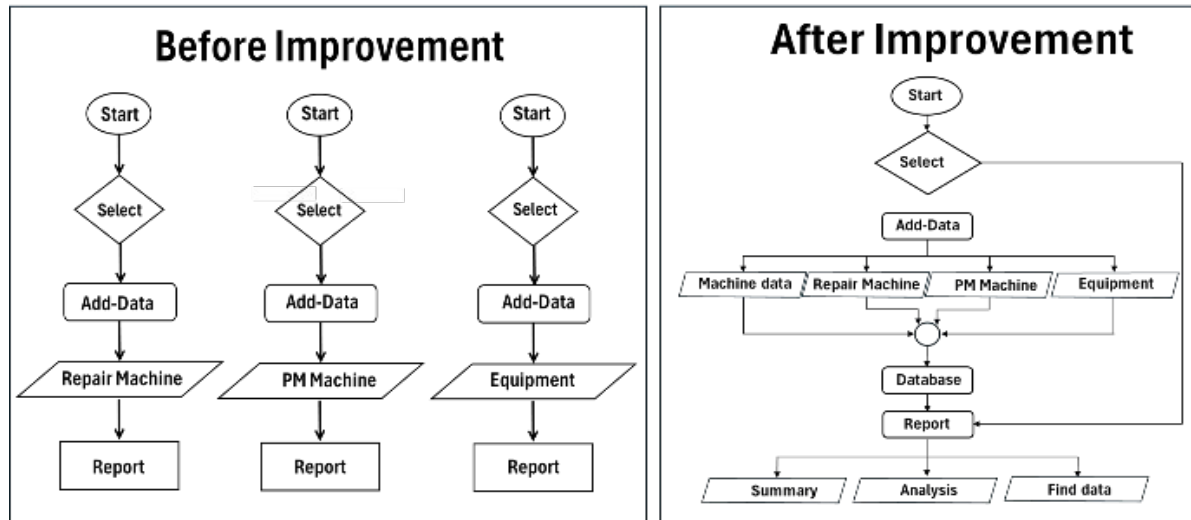 Before Improvement
Start
Start
Start
Select
Select
Select
Add-Data
Add-Data
Add-Data
Repair Machine
PM Machine
Equipment
Report
Report
Report
After Improvement
Start
Select
Add-Data
Machine data
Repair Machine
PM Machine
Equipment
Database
Report
Summary
Analysis
Find data